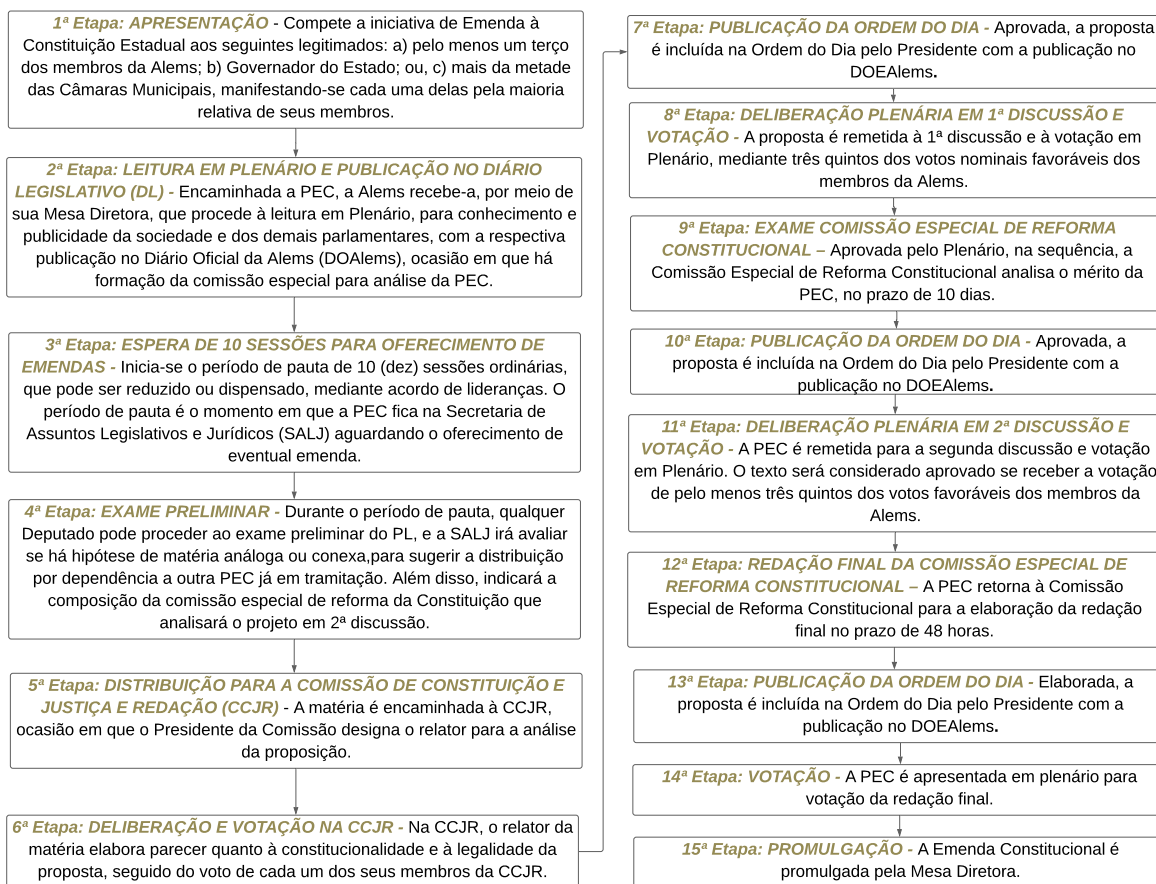 1ª Etapa: APRESENTAÇÃO - Compete a iniciativa de Emenda à
Constituição Estadual aos seguintes legitimados: a) pelo menos um terço
dos membros da Alems; b) Governador do Estado; ou, c) mais da metade
das Câmaras Municipais, manifestando-se cada uma delas pela maioria
relativa de seus membros.
2ª Etapa: LEITURA EM PLENÁRIO E PUBLICAÇÃO NO DIÁRIO
LEGISLATIVO (DL) - Encaminhada a PEC, a Alems recebe-a, por meio de
sua Mesa Diretora, que procede à leitura em Plenário, para conhecimento e
publicidade da sociedade e dos demais parlamentares, com a respectiva
publicação no Diário Oficial da Alems (DOAlems), ocasião em que há
formação da comissão especial para análise da PEC.
3ª Etapa: ESPERA DE 10 SESSÕES PARA OFERECIMENTO DE
EMENDAS - Inicia-se o período de pauta de 10 (dez) sessões ordinárias,
que pode ser reduzido ou dispensado, mediante acordo de lideranças. O
período de pauta é o momento em que a PEC fica na Secretaria de
Assuntos Legislativos e Jurídicos (SALJ) aguardando o oferecimento de
eventual emenda.
4ª Etapa: EXAME PRELIMINAR - Durante o período de pauta, qualquer
Deputado pode proceder ao exame preliminar do PL, e a SALJ irá avaliar
se há hipótese de matéria análoga ou conexa,para sugerir a distribuição
por dependência a outra PEC já em tramitação. Além disso, indicará a
composição da comissão especial de reforma da Constituição que
analisará o projeto em 2ª discussão.
5ª Etapa: DISTRIBUIÇÃO PARA A COMISSÃO DE CONSTITUIÇÃO E
JUSTIÇA E REDAÇÃO (CCJR) - A matéria é encaminhada à CCJR,
ocasião em que o Presidente da Comissão designa o relator para a análise
da proposição.
6ª Etapa: DELIBERAÇÃO E VOTAÇÃO NA CCJR - Na CCJR, o relator da
matéria elabora parecer quanto à constitucionalidade e à legalidade da
proposta, seguido do voto de cada um dos seus membros da CCJR.
7ª Etapa: PUBLICAÇÃO DA ORDEM DO DIA - Aprovada, a proposta
é incluída na Ordem do Dia pelo Presidente com a publicação no
DOEAlems.
8ª Etapa: DELIBERAÇÃO PLENÁRIA EM 1ª DISCUSSÃO E
VOTAÇÃO - A proposta é remetida à 1ª discussão e à votação em
Plenário, mediante três quintos dos votos nominais favoráveis dos
membros da Alems.
9ª Etapa: EXAME COMISSÃO ESPECIAL DE REFORMA
CONSTITUCIONAL – Aprovada pelo Plenário, na sequência, a
Comissão Especial de Reforma Constitucional analisa o mérito da
PEC, no prazo de 10 dias.
10ª Etapa: PUBLICAÇÃO DA ORDEM DO DIA - Aprovada, a
proposta é incluída na Ordem do Dia pelo Presidente com a
publicação no DOEAlems.
11ª Etapa: DELIBERAÇÃO PLENÁRIA EM 2ª DISCUSSÃO E
VOTAÇÃO - A PEC é remetida para a segunda discussão e votação
em Plenário. O texto será considerado aprovado se receber a votação
de pelo menos três quintos dos votos favoráveis dos membros da
Alems.
12ª Etapa: REDAÇÃO FINAL DA COMISSÃO ESPECIAL DE
REFORMA CONSTITUCIONAL – A PEC retorna à Comissão
Especial de Reforma Constitucional para a elaboração da redação
final no prazo de 48 horas.
13ª Etapa: PUBLICAÇÃO DA ORDEM DO DIA - Elaborada, a
proposta é incluída na Ordem do Dia pelo Presidente com a
publicação no DOEAlems.
14ª Etapa: VOTAÇÃO - A PEC é apresentada em plenário para
votação da redação final.
15ª Etapa: PROMULGAÇÃO - A Emenda Constitucional é
promulgada pela Mesa Diretora.